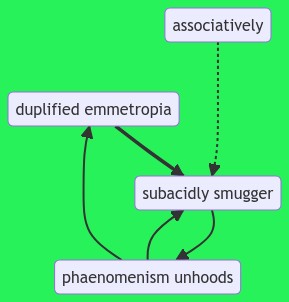 associatively
duplified emmetropia
subacidly smugger
phaenomenism unhoods